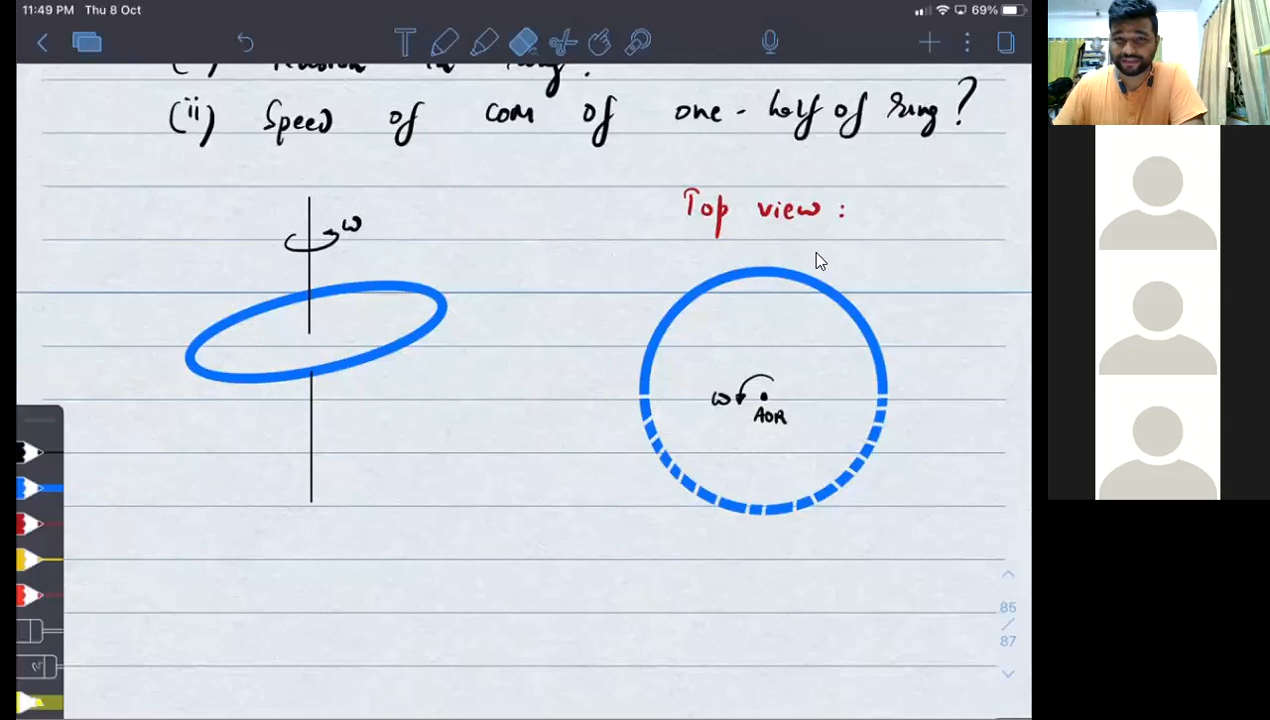 11:49 PM Thu 8 Oct
69%
(ii) Speed of com of one-half of ring?
Top view :
ω
ω
AOR
85
/
87